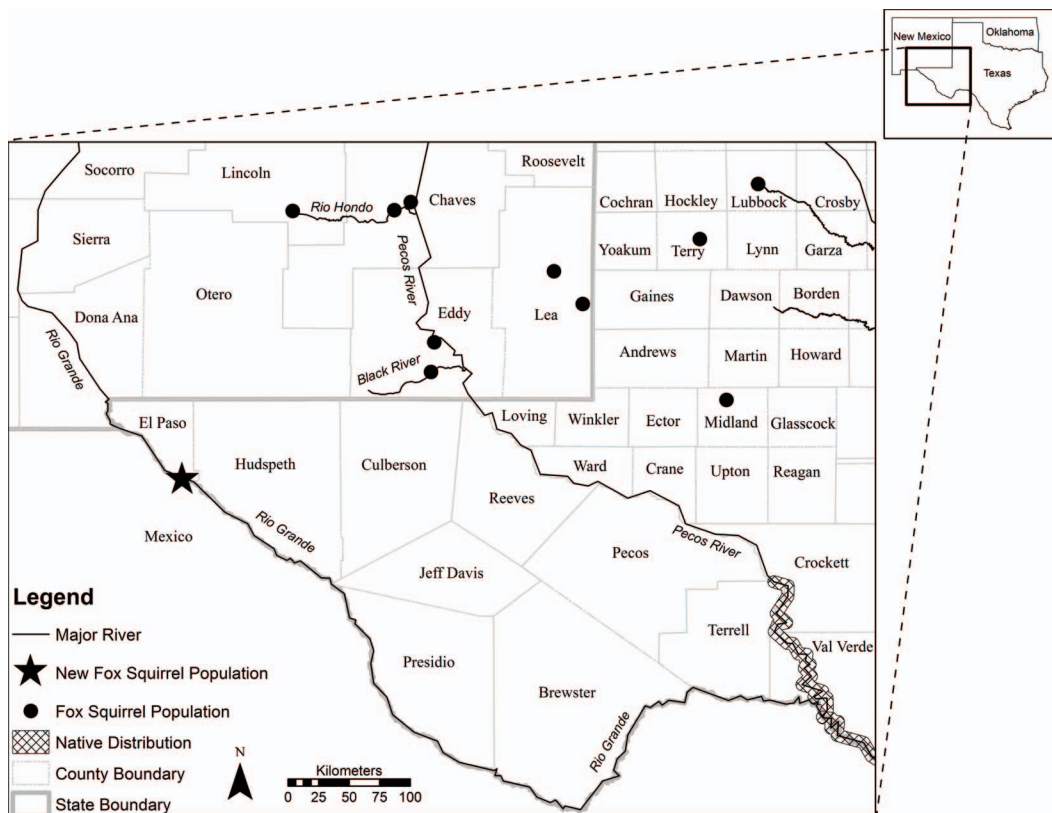 New Mexico
Oklahoma
Texas
Socorro
Lincoln
Roosevelt
Chaves
Rio Hondo
Cochran
Hockley
Lubbock
Crosby
Sierra
Pecos River
Yoakum
Terry
Lynn
Garza
Otero
Dona Ana
Eddy
Lea
Gaines
Dawson
Borden
Rio Grande
Black River
Andrews
Martin
Howard
El Paso
Loving
Winkler
Ector
Midland
Glasscock
Hudspeth
Culberson
Ward
Crane
Upton
Reagan
Reeves
Mexico
Rio Grande
Pecos
Pecos River
Crockett
Jeff Davis
Terrell
Val Verde
Presidio
Brewster
Rio Grande
Legend
Major River
New Fox Squirrel Population
Fox Squirrel Population
Native Distribution
County Boundary
State Boundary
N
Kilometers
0 25 50 75 100